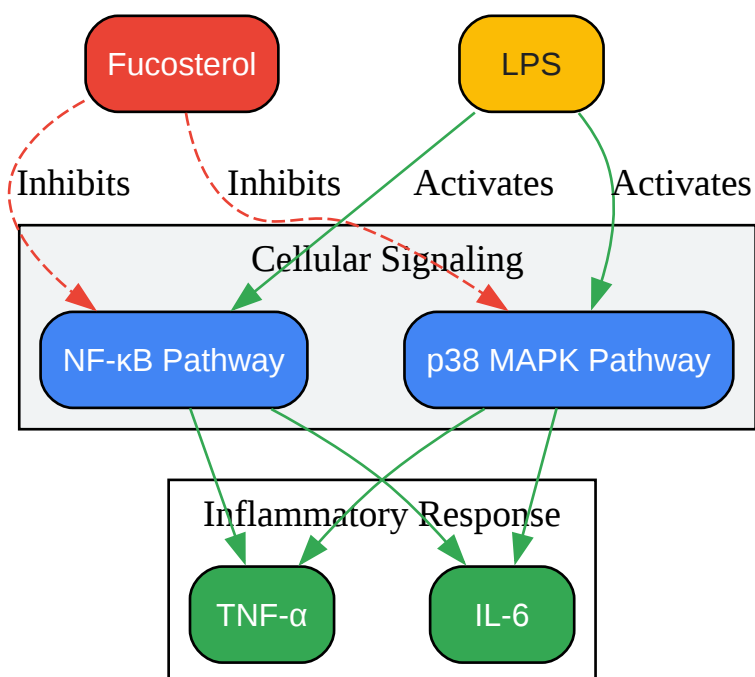 Fucosterol
LPS
Inhibits
Inhibits
Activates
Activates
Cellular Signaling
NF-κB Pathway
p38 MAPK Pathway
Inflammatory Response
TNF-α
IL-6